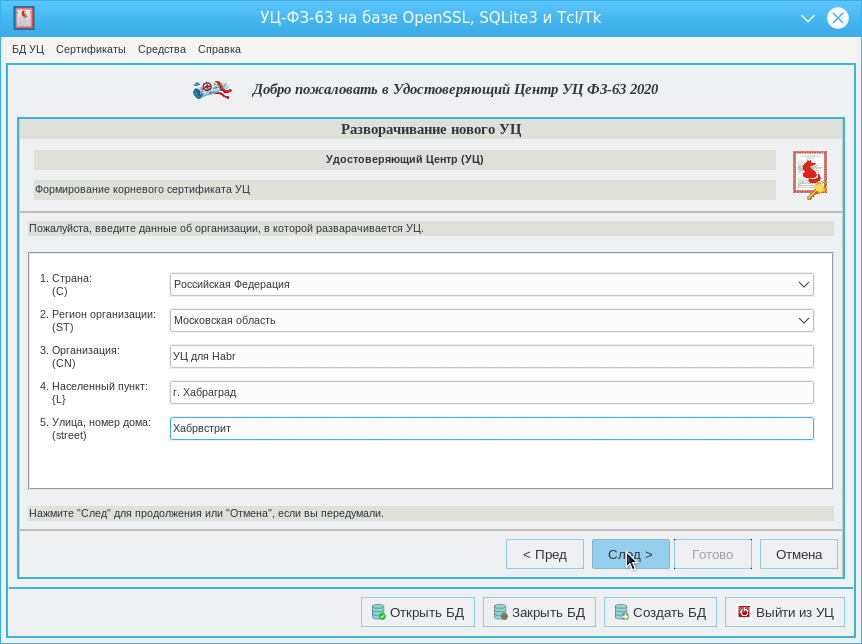 УЦ-ФЗ-63 на базе OpenSSL, SQLite3 и Tcl/Tk
БД УЦ Сертификаты Средства Справка
Добро пожаловать в Удостоверяющий Центр УЦ ФЗ-63 2020
Разворачивание нового УЦ
Удостоверяющий Центр (УЦ)
Формирование корневого сертификата УЦ
Пожалуйста, введите данные об организации, в которой разварачивается УЦ.
1. Страна:
(C)
Российская Федерация
2. Регион организации:
(ST)
Московская область
3. Организация:
(CN)
УЦ для Habr
4. Населенный пункт:
{L}
г. Хабраград
5. Улица, номер дома:
(street)
Хабрвстрит
Нажмите "След" для продолжения или "Отмена", если вы передумали.
< Пред След > Готово Отмена
Открыть БД Закрыть БД Создать БД Выйти из УЦ